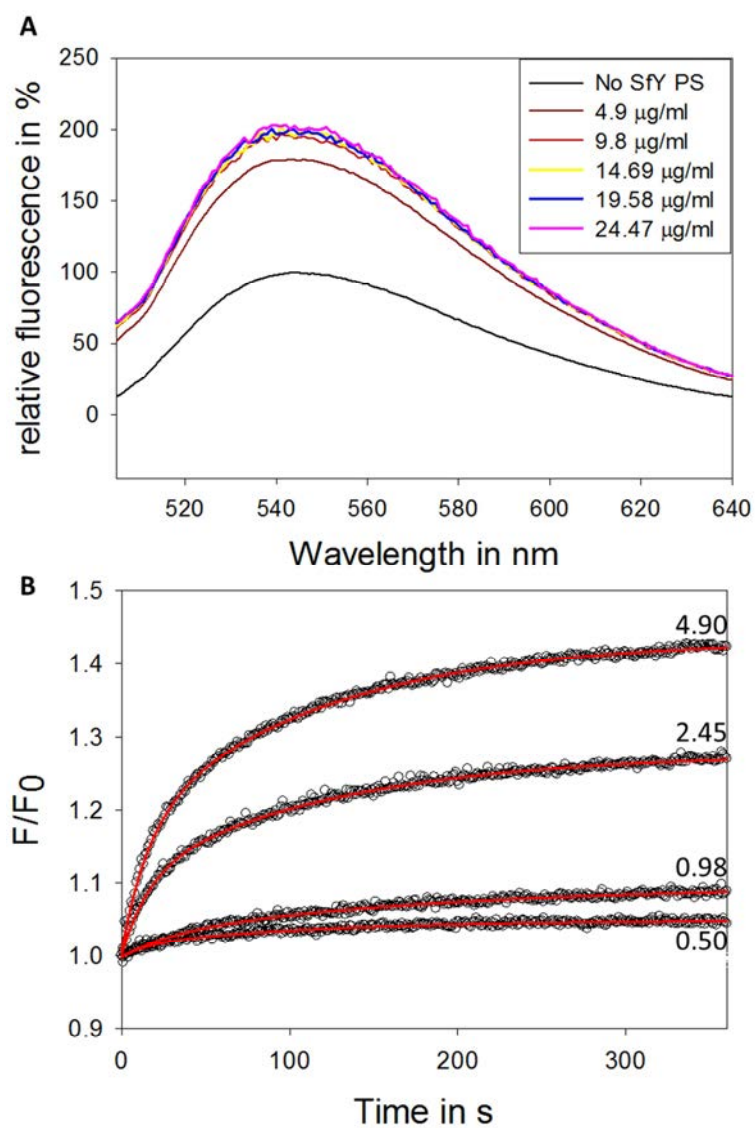 A
250
200
150
100
50
0
relative fluorescence in %
No SfY PS
4.9 μg/ml
9.8 μg/ml
14.69 μg/ml
19.58 μg/ml
24.47 μg/ml
520 540 560 580 600 620 640
Wavelength in nm
B
1.5
1.4
1.3
1.2
1.1
1.0
0.9
F/F0
4.90
2.45
0.98
0.50
0 100 200 300
Time in s